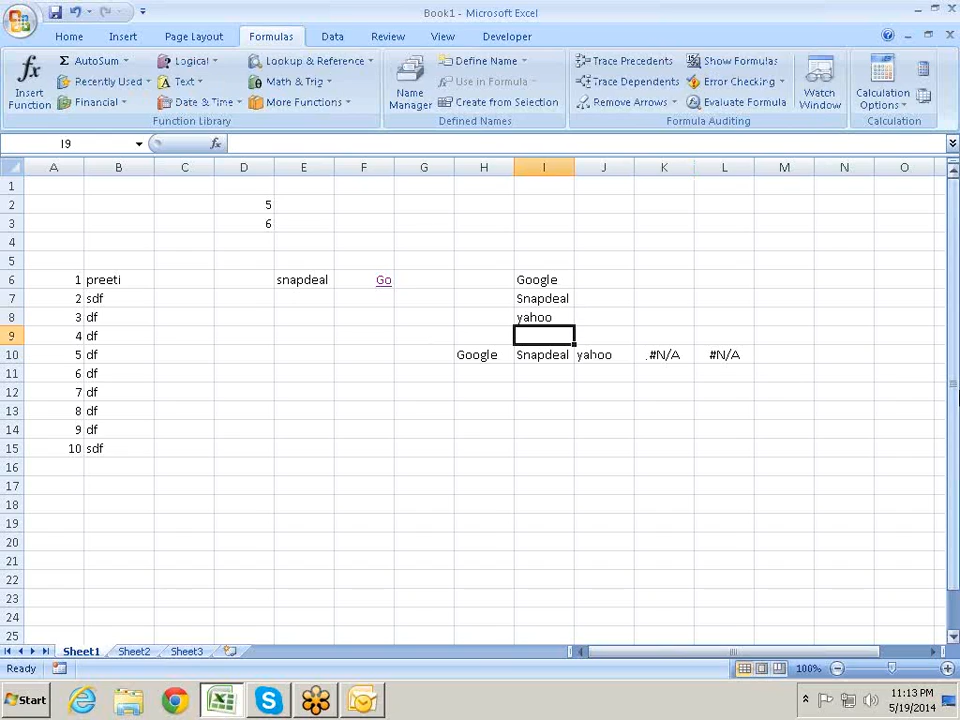 Book1 - Microsoft Excel
Home Insert Page Layout Formulas Data Review View Developer
Insert Function
Σ AutoSum
Recently Used
Financial
Logical
Text
Date & Time
Lookup & Reference
Math & Trig
More Functions
Function Library
Name Manager
Define Name
Use in Formula
Create from Selection
Defined Names
Trace Precedents
Trace Dependents
Remove Arrows
Show Formulas
Error Checking
Evaluate Formula
Formula Auditing
Watch Window
Calculation Options
Calculation
I9 fx
A B C D E F G H I J K L M N O
1
2 5
3 6
4
5
6 1 preeti snapdeal Go Google
7 2 sdf Snapdeal
8 3 df yahoo
9 4 df
10 5 df Google Snapdeal yahoo #N/A #N/A
11 6 df
12 7 df
13 8 df
14 9 df
15 10 sdf
16
17
18
19
20
21
22
23
24
25
Sheet1 Sheet2 Sheet3
Ready 100%
Start 11:13 PM
5/19/2014